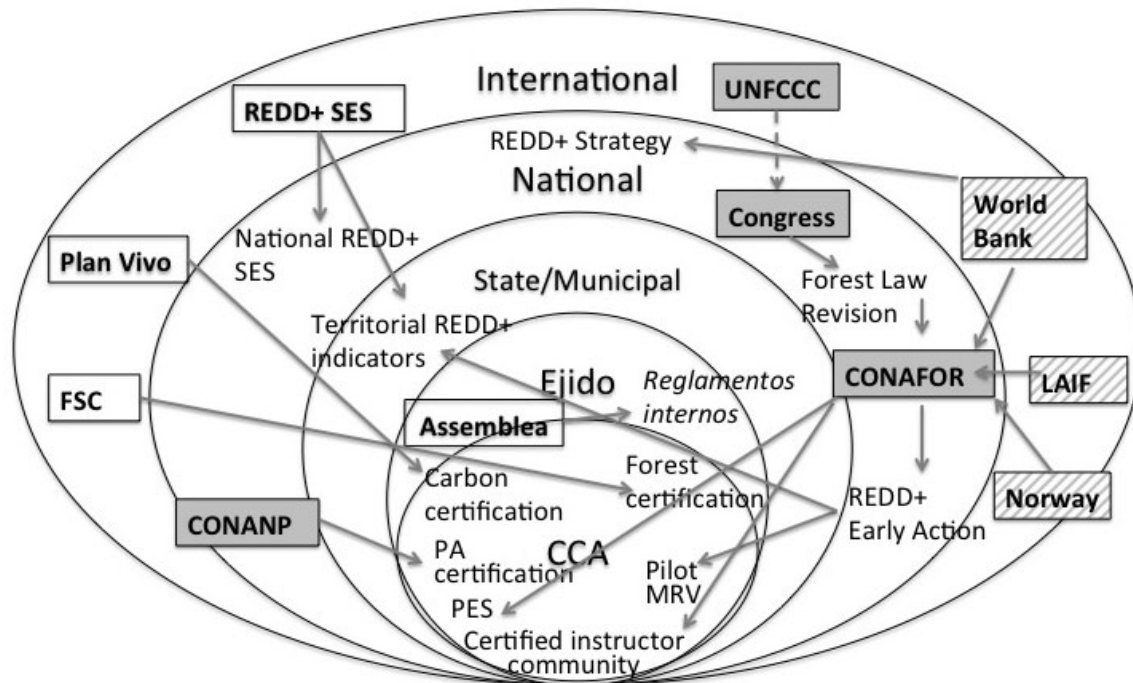 International
UNFCCC
REDD+ SES
REDD+ Strategy
National
World
Bank
Congress
National REDD+
SES
Plan Vivo
State/Municipal
Forest Law
Revision
Territorial REDD+
indicators
CONAFOR
LAIF
FSC
Ejido
Reglamentos
internos
Assemblea
Carbon
certification
Forest
certification
REDD+
Early Action
Norway
CONANP
PA
certification
CCA
Pilot
MRV
PES
Certified instructor
community